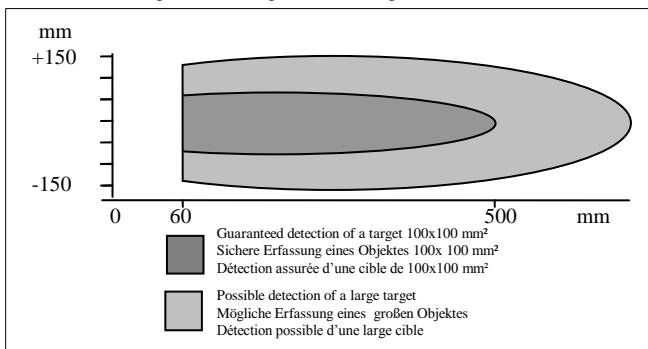 mm
+150
-150
0 60 500 mm
Guaranteed detection of a target 100x100 mm²
Sichere Erfassung eines Objektes 100x 100 mm²
Détection assurée d'une cible de 100x100 mm²
Possible detection of a large target
Mögliche Erfassung eines großen Objektes
Détection possible d'une large cible